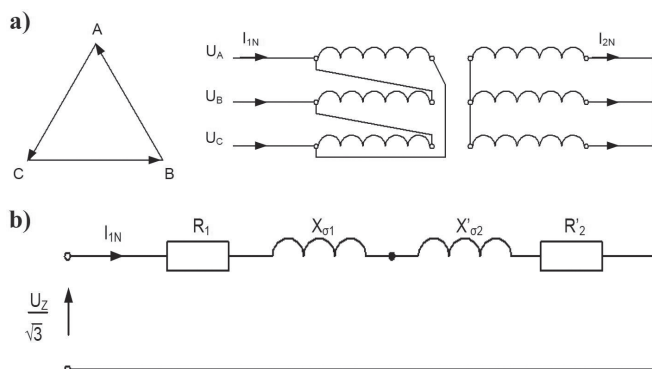 a)
A
C
B
U_A
I_1N
I_2N
U_B
U_C
b)
I_1N
R_1
X_σ1
X'_σ2
R'_2
U_Z
√3